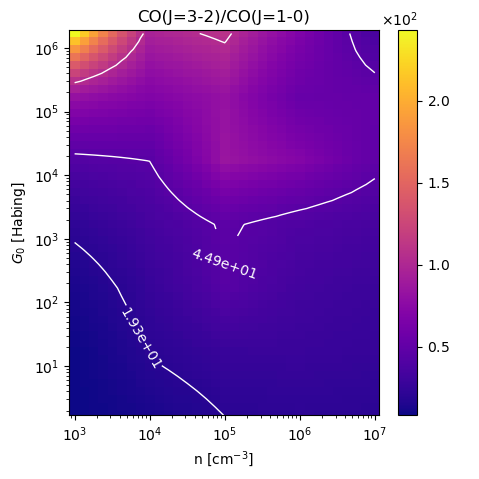 CO(J=3-2)/CO(J=1-0)
×10²
10⁶
10⁵
10⁴
10³
10²
10¹
G₀ [Habing]
4.49e+01
1.93e+01
10³ 10⁴ 10⁵ 10⁶ 10⁷
n [cm⁻³]
2.0
1.5
1.0
0.5